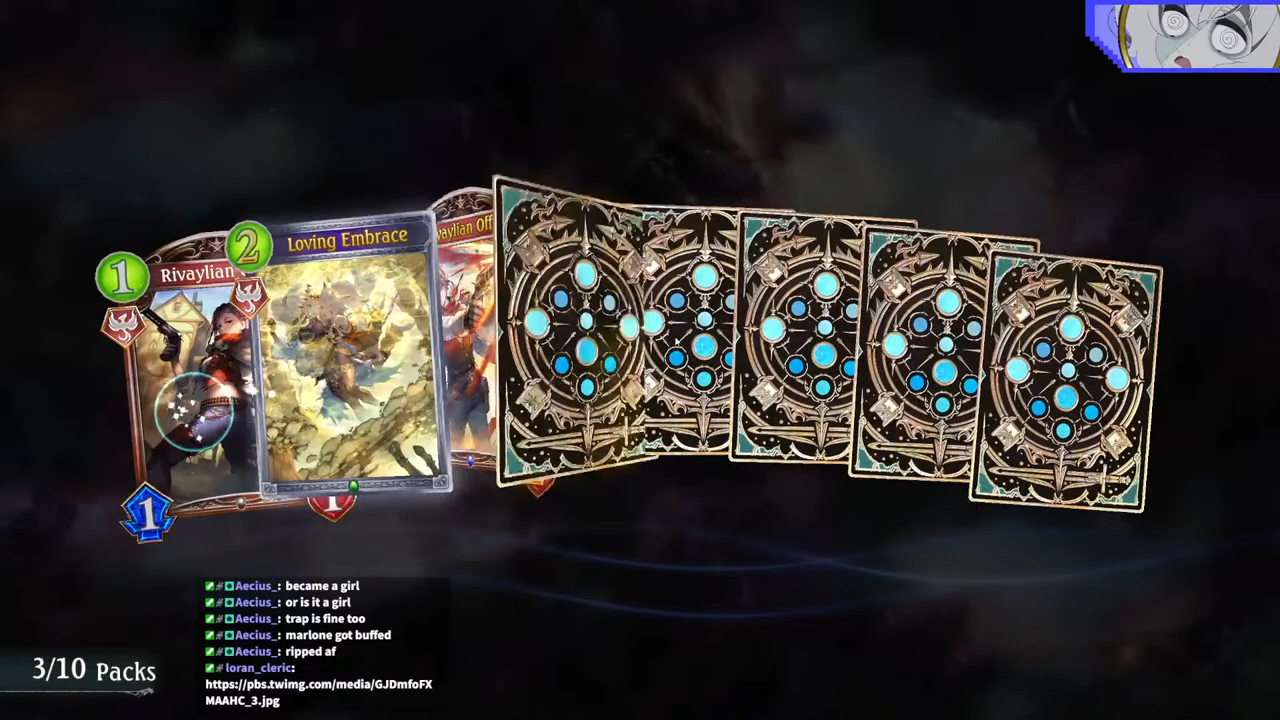 1
Rivaylian
2
Loving Embrace
vaylian Off
1
1
Aecius_: became a girl
Aecius_: or is it a girl
Aecius_: trap is fine too
Aecius_: marlone got buffed
Aecius_: ripped af
loran_cleric:
https://pbs.twimg.com/media/GJDmfoFX
MAAHC_3.jpg
3/10 Packs